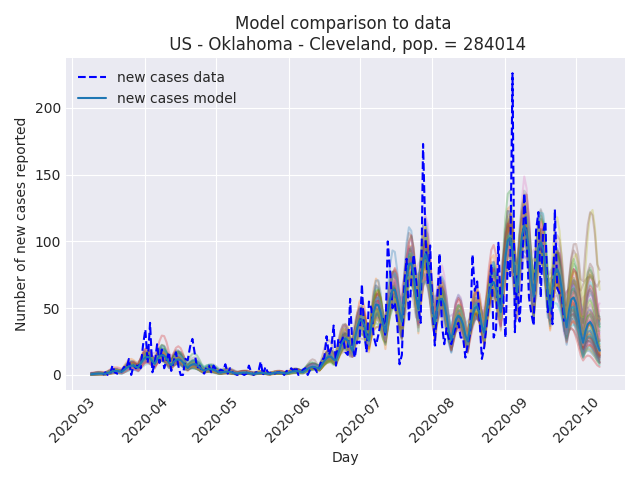 Model comparison to data
US - Oklahoma - Cleveland, pop. = 284014
new cases data
new cases model
Number of new cases reported
200
150
100
50
0
2020-03
2020-04
2020-05
2020-06
2020-07
2020-08
2020-09
2020-10
Day